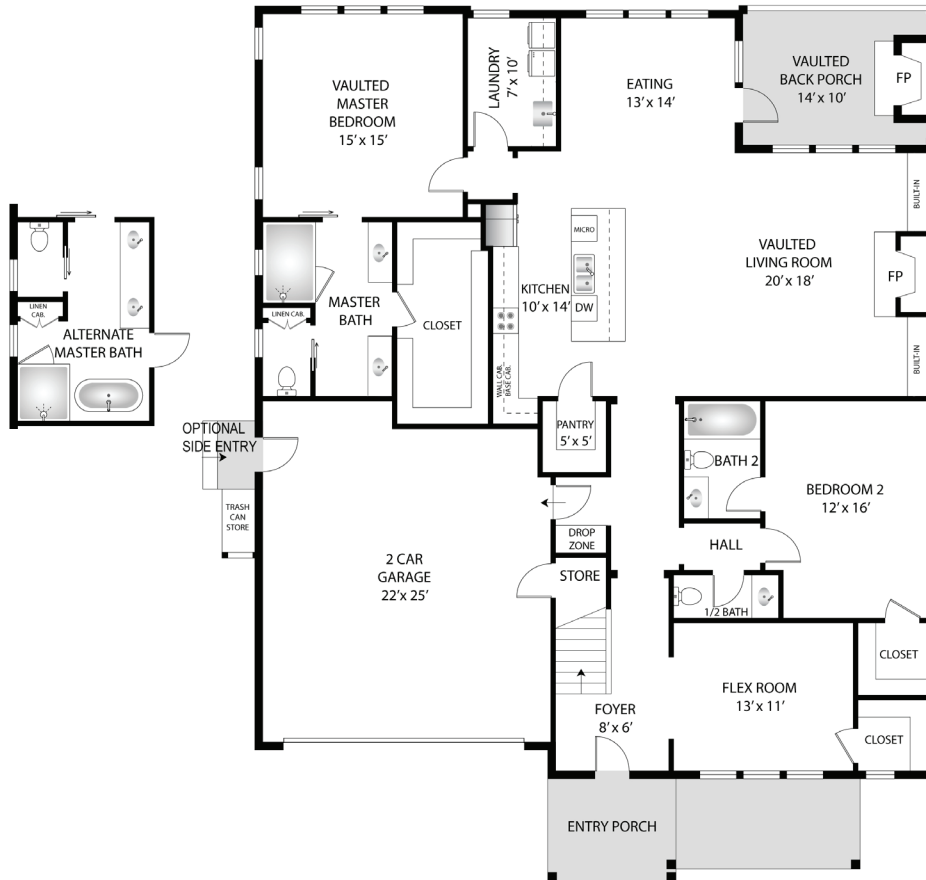 VAULTED
MASTER
BEDROOM
15' x 15'
LAUNDRY
7' x 10'
EATING
13' x 14'
VAULTED
BACK PORCH
14' x 10'
FP
BUILT-IN
MICRO
DW
KITCHEN
10' x 14'
VAULTED
LIVING ROOM
20' x 18'
FP
BUILT-IN
LINEN
CAB.
ALTERNATE
MASTER BATH
LINEN CAB.
MASTER
BATH
CLOSET
WALL CAB.
BASE CAB.
OPTIONAL
SIDE ENTRY
TRASH
CAN
STORE
PANTRY
5' x 5'
BATH 2
BEDROOM 2
12' x 16'
DROP
ZONE
HALL
2 CAR
GARAGE
22' x 25'
STORE
1/2 BATH
CLOSET
FLEX ROOM
13' x 11'
FOYER
8' x 6'
CLOSET
ENTRY PORCH